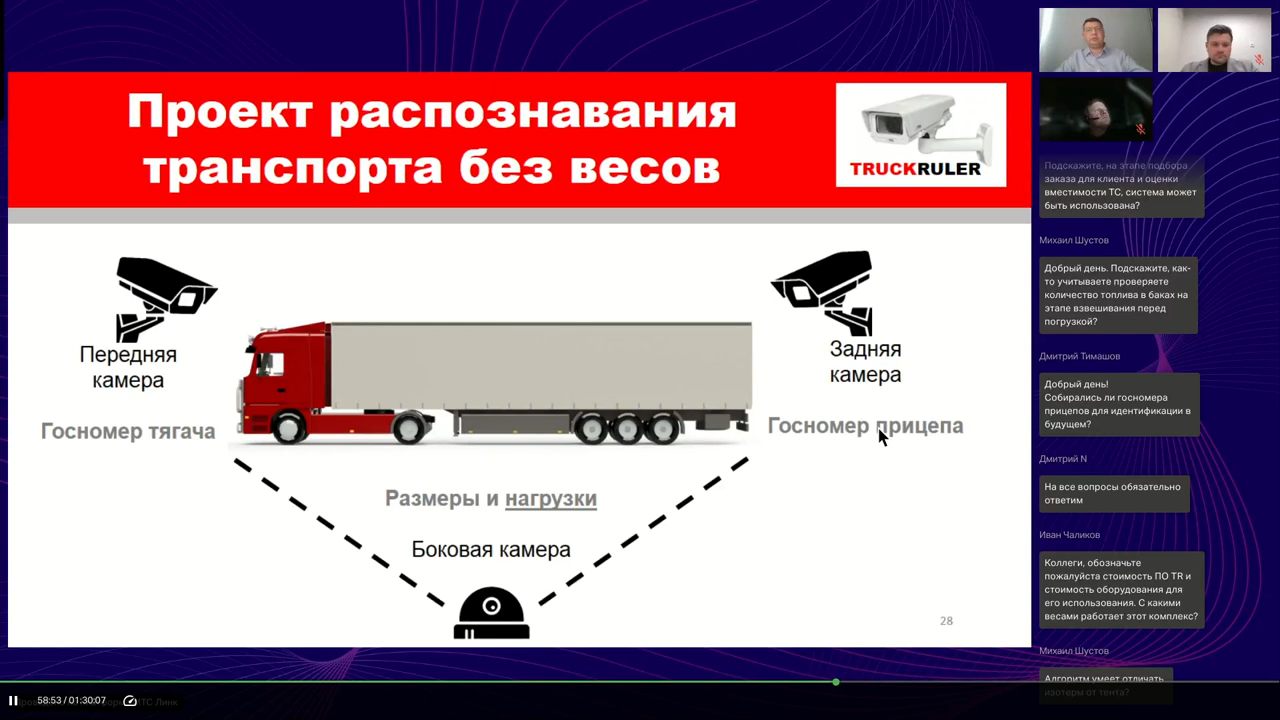 Проект распознавания
транспорта без весов
TRUCKRULER
Передняя
камера
Госномер тягача
Задняя
камера
Госномер прицепа
Размеры и нагрузки
Боковая камера
28
Подскажите, на этапе подбора
заказа для клиента и оценки
вместимости ТС, система может
быть использована?
Михаил Шустов
Добрый день. Подскажите, как-
то учитываете проверяете
количество топлива в баках на
этапе взвешивания перед
погрузкой?
Дмитрий Тимашов
Добрый день!
Собирались ли госномера
прицепов для идентификации в
будущем?
Дмитрий N
На все вопросы обязательно
ответим
Иван Чаликов
Коллеги, обозначьте
пожалуйста стоимость ПО TR и
стоимость оборудования для
его использования. С какими
весами работает этот комплекс?
Михаил Шустов
Алгоритм умеет отличать
изотерм от тента?
58:53 / 01:30:07
МТС Линк